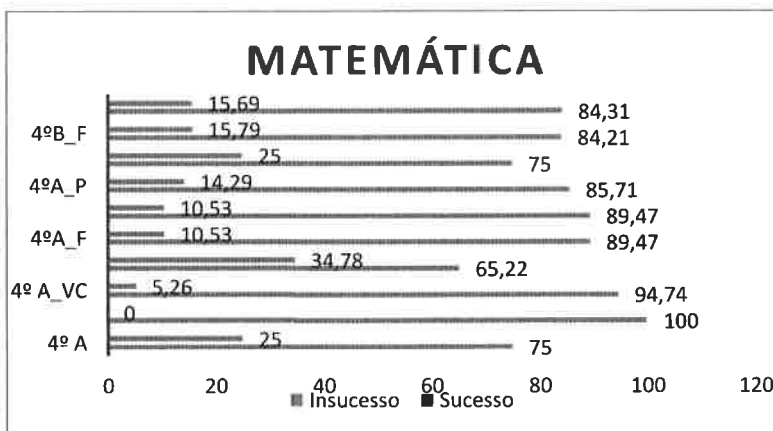 MATEMÁTICA
15,69
84,31
4ºB_F
15,79
84,21
25
75
4ºA_P
14,29
85,71
10,53
89,47
4ºA_F
10,53
89,47
34,78
65,22
4º A_VC
5,26
94,74
0
100
4º A
25
75
0 20 40 60 80 100 120
Insucesso Sucesso